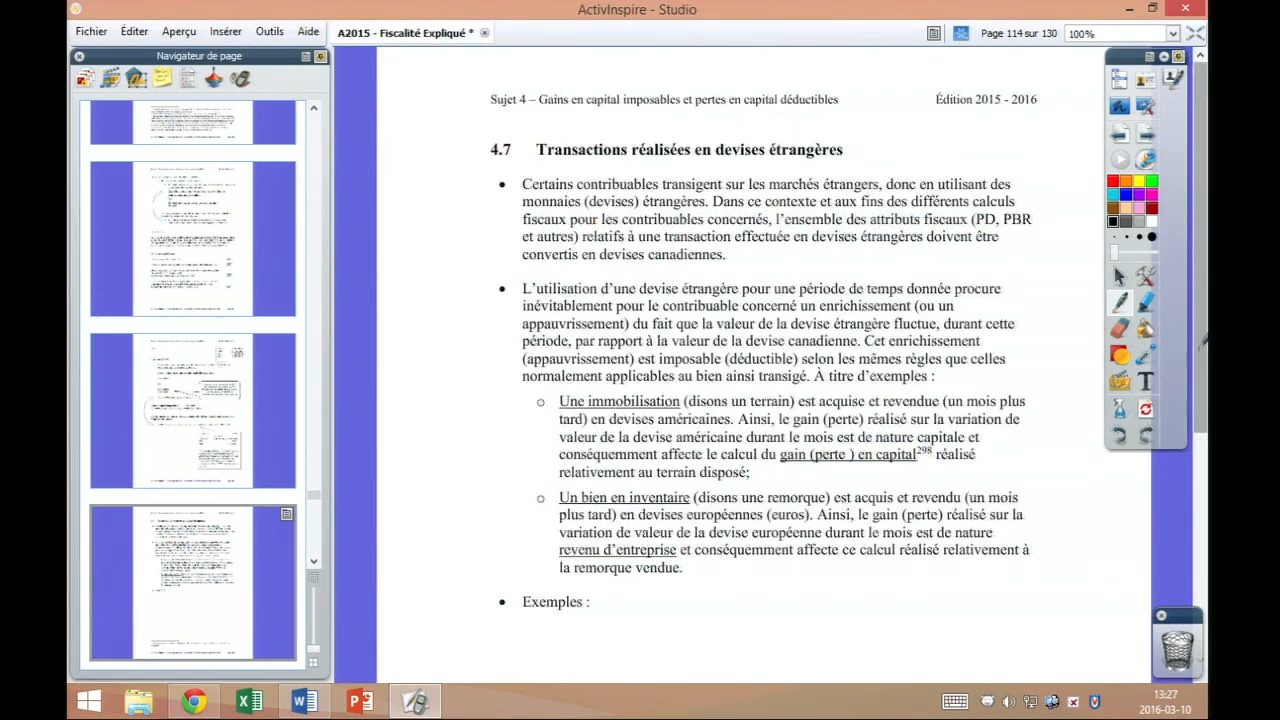 ActivInspire - Studio
Fichier Éditer Aperçu Insérer Outils Aide
A2015 - Fiscalité Expliqué *
Page 114 sur 130
100%
Navigateur de page
Sujet 4 – Gains en capital imposables et pertes en capital déductibles
Édition 2015 - 2016
4.7 Transactions réalisées en devises étrangères
• Certains contribuables transigent sur les marchés étrangers, donc en utilisant des
monnaies (devises) étrangères. Dans ce contexte et aux fins des différents calculs
fiscaux pour les contribuables concernés, l’ensemble des attributs fiscaux (PD, PBR
et autres) relatifs à une transaction effectuée en devises étrangères doivent être
convertis en devises canadiennes.
• L’utilisation d’une devise étrangère pour une période de temps donnée procure
inévitablement pour le contribuable concerné un enrichissement (ou un
appauvrissement) du fait que la valeur de la devise étrangère fluctue, durant cette
période, par rapport à la valeur de la devise canadienne. Cet enrichissement
(appauvrissement) est imposable (déductible) selon les mêmes règles que celles
normalement applicables au bien ainsi transigé. À titre d’exemples :
o Une immobilisation (disons un terrain) est acquise et revendue (un mois plus
tard) en devises américaines. Ainsi, le gain (perte) réalisé sur la variation de
valeur de la devise américaine durant le mois est de nature capitale et
conséquemment affecte le calcul du gain (perte ) en capital298 réalisé
relativement au terrain disposé;
o Un bien en inventaire (disons une remorque) est acquis et revendu (un mois
plus tard) en devises européennes (euros). Ainsi, le gain (perte) réalisé sur la
variation de valeur de la devise européenne durant le mois est de nature
revenu ordinaire et conséquemment affecte ce calcul réalisé relativement à
la remorque vendue.
• Exemples :
13:27
2016-03-10